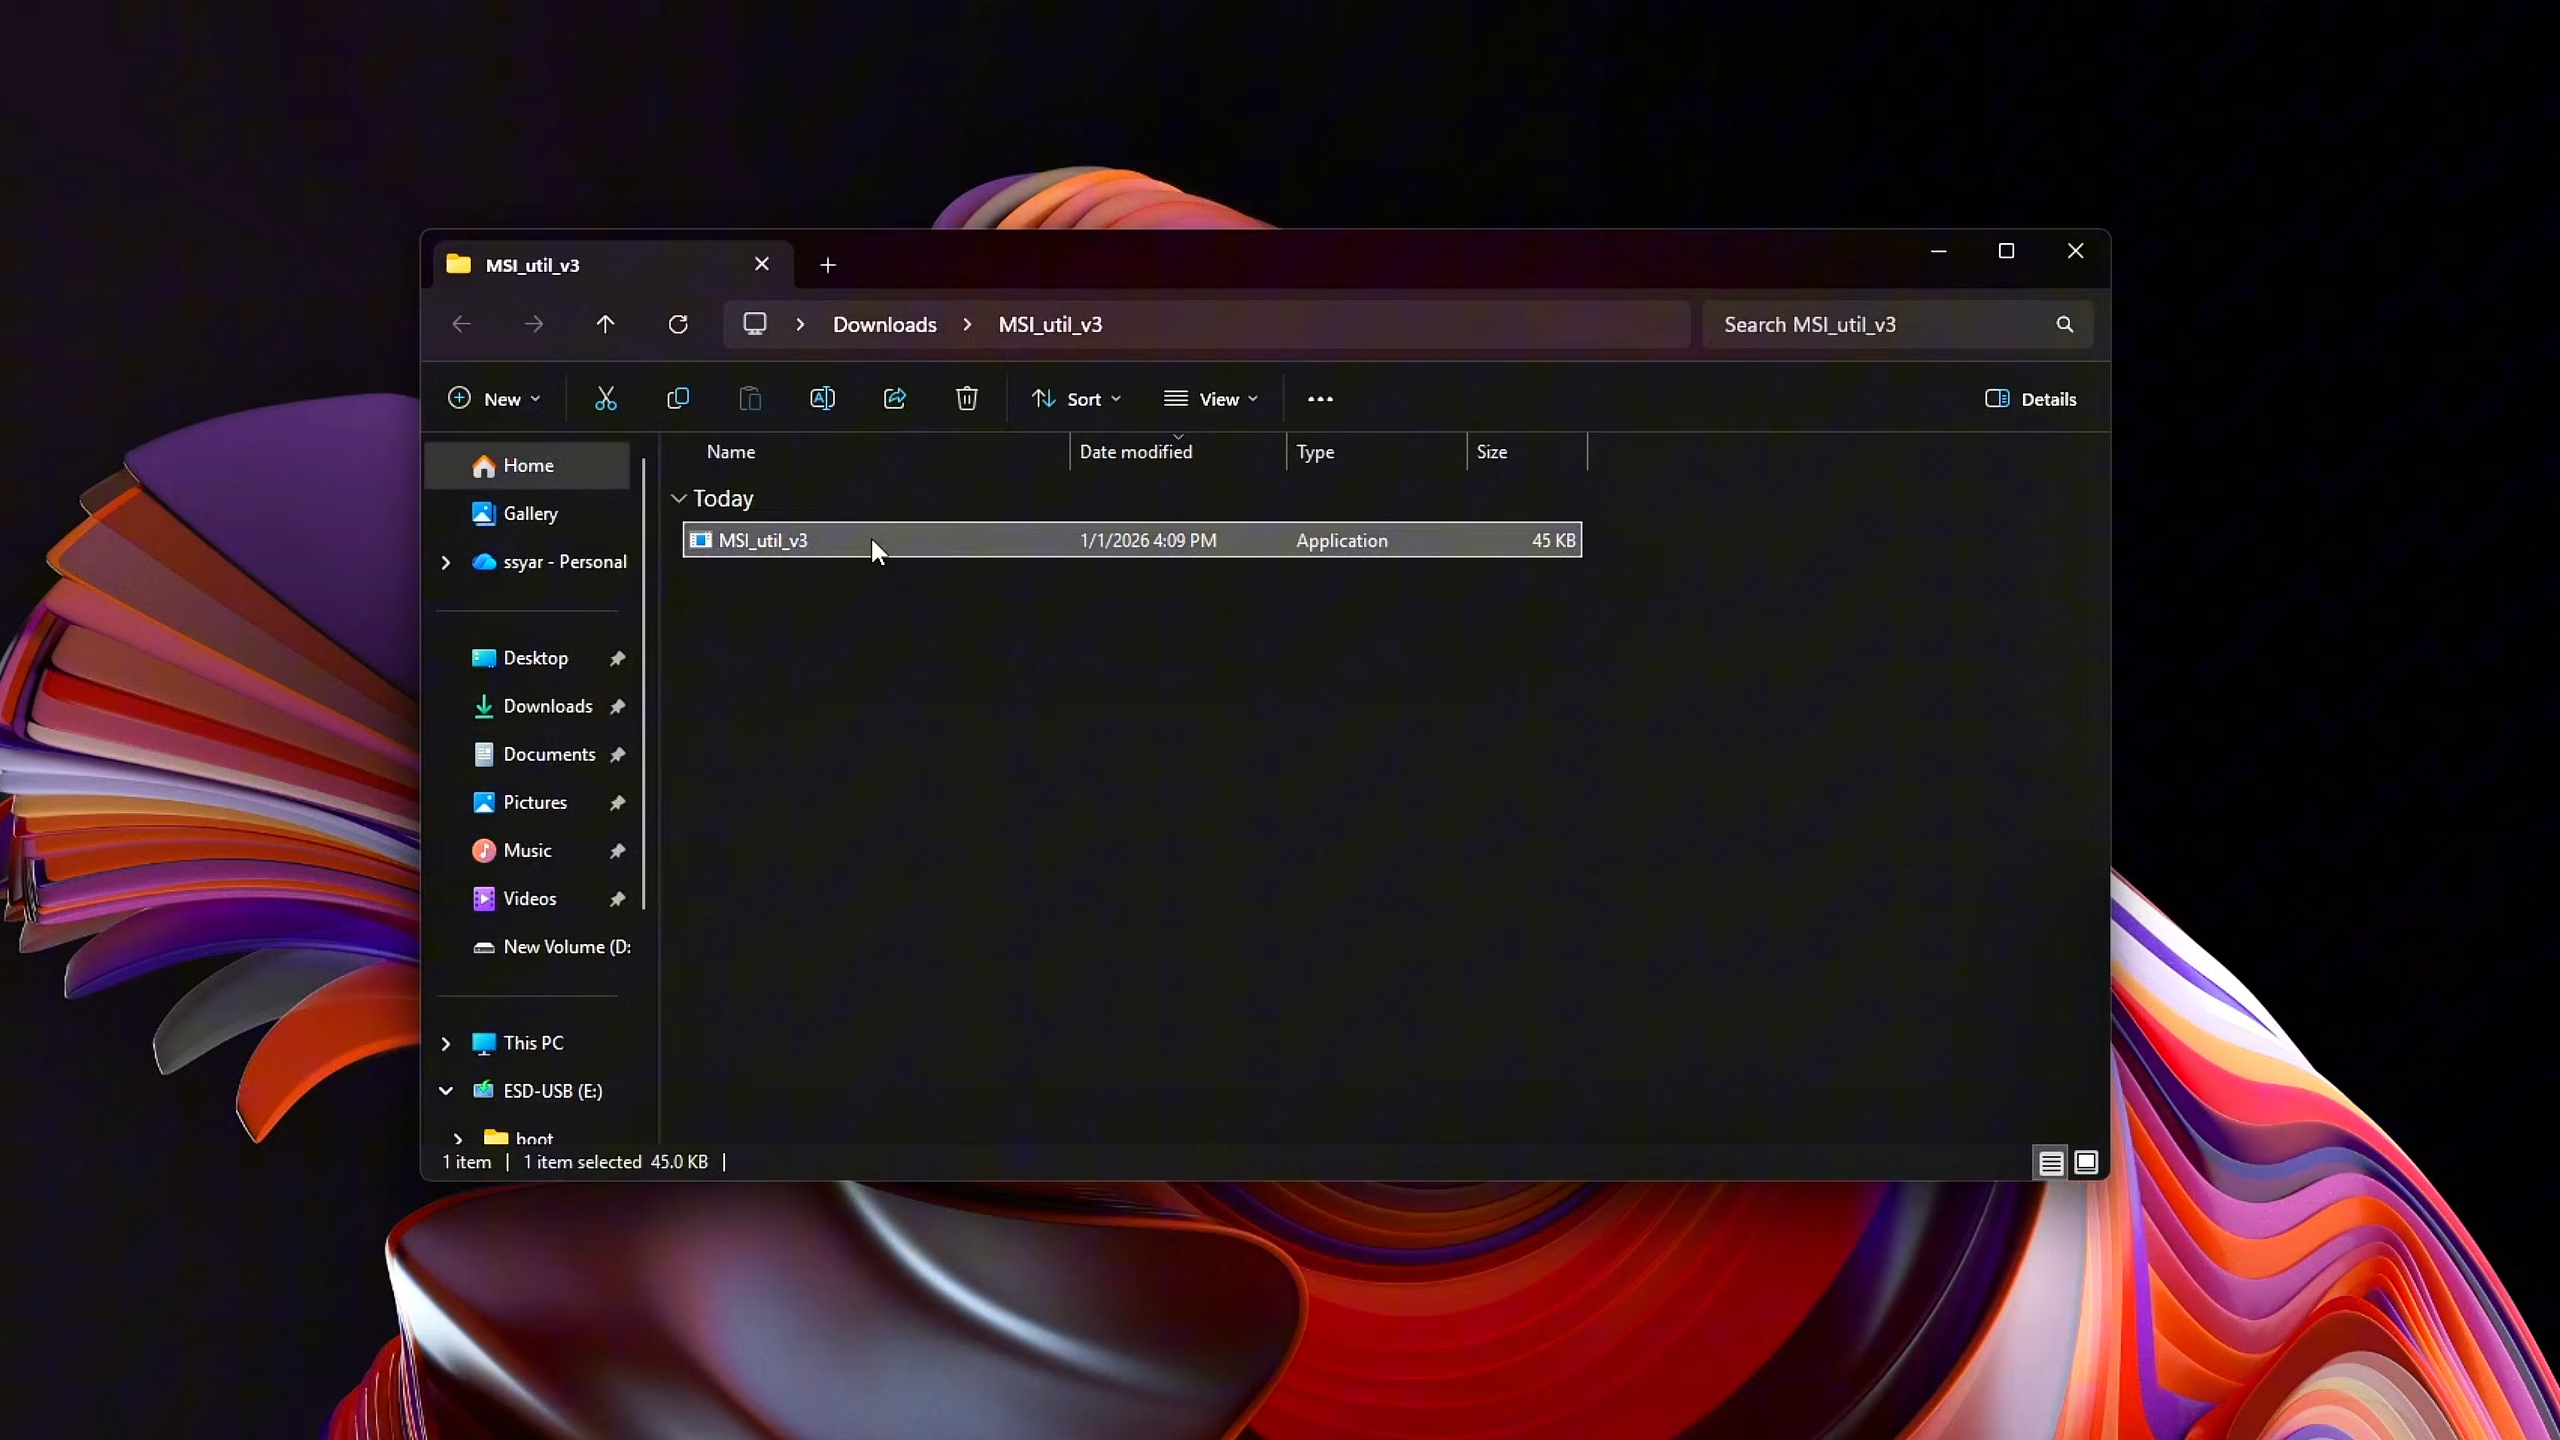 MSI_util_v3
Downloads > MSI_util_v3
Search MSI_util_v3
New
Sort
View
Details
Name
Date modified
Type
Size
Home
Gallery
ssyar - Personal
Desktop
Downloads
Documents
Pictures
Music
Videos
New Volume (D:
This PC
ESD-USB (E:)
boot
Today
MSI_util_v3 1/1/2026 4:09 PM Application 45 KB
1 item 1 item selected 45.0 KB